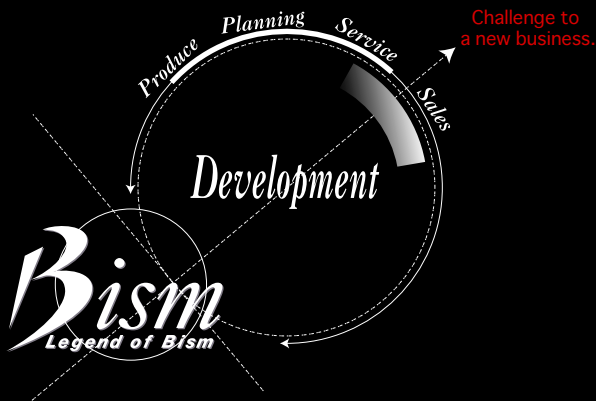 Challenge to
a new business.
Produce
Planning
Service
Sales
Development
Bism
Legend of Bism